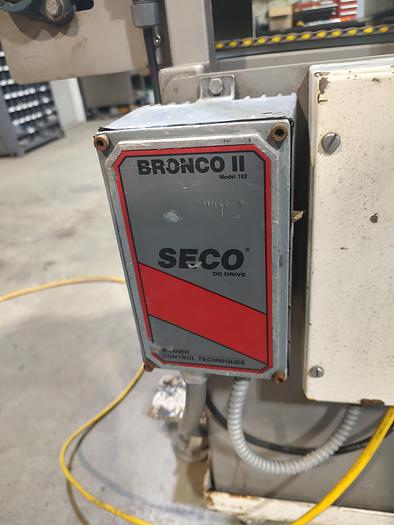 BRONCO II
Model 162
SECO®
DC DRIVE
WARNER
CONTROL TECHNIQUES